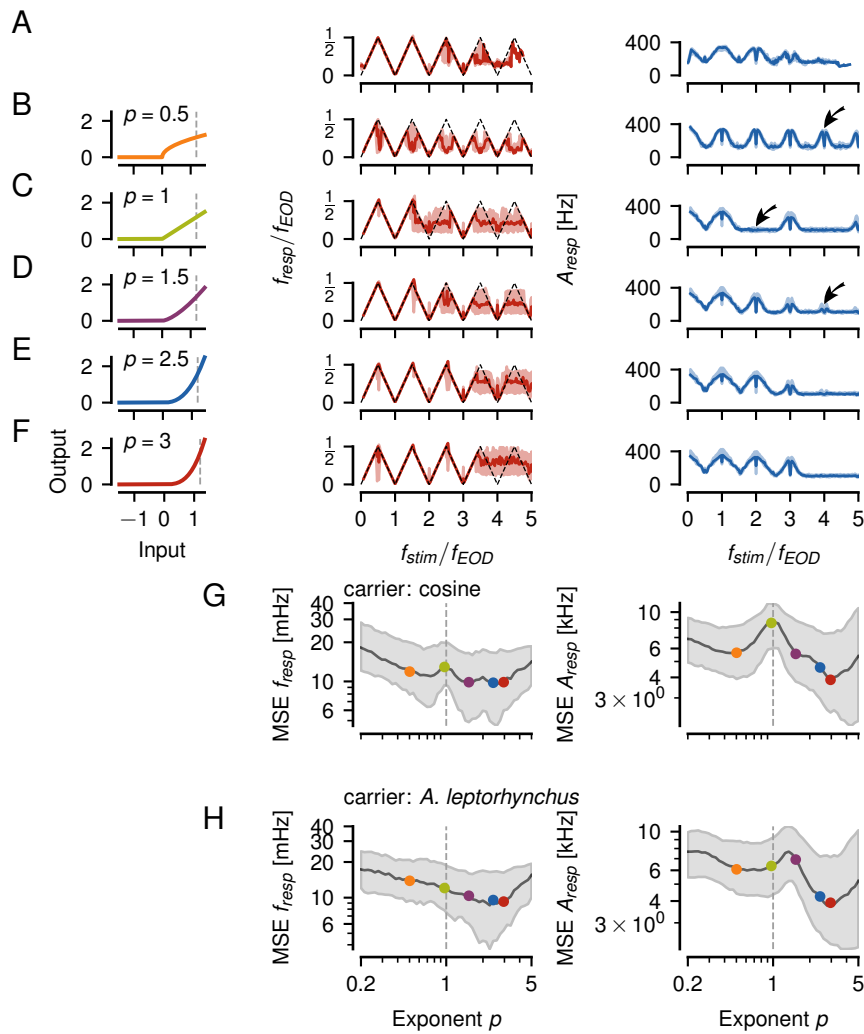 A
1/2
0
400
0
B
p = 0.5
2
0
1/2
0
400
0
C
p = 1
2
0
1/2
0
400
0
D
p = 1.5
2
0
1/2
0
400
0
E
p = 2.5
2
0
1/2
0
400
0
F
p = 3
2
0
1/2
0
400
0
Output
f_resp/f_EOD
A_resp [Hz]
−1 0 1
0 1 2 3 4 5
0 1 2 3 4 5
Input
f_stim/f_EOD
f_stim/f_EOD
G
carrier: cosine
MSE f_resp [mHz]
40
20
10
6
MSE A_resp [kHz]
10
6
4
3 × 10⁰
H
carrier: A. leptorhynchus
MSE f_resp [mHz]
40
20
10
6
MSE A_resp [kHz]
10
6
4
3 × 10⁰
0.2 1 5
0.2 1 5
Exponent p
Exponent p